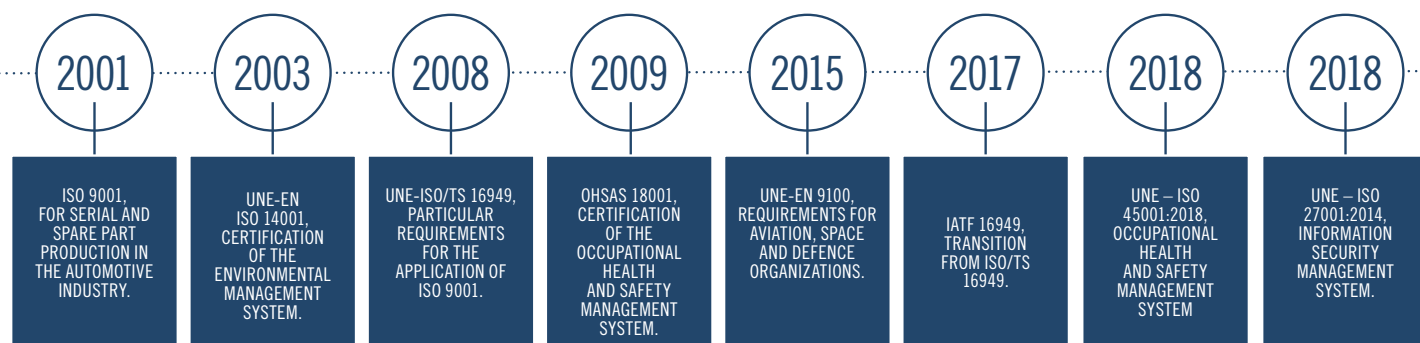 2001
2003
2008
2009
2015
2017
2018
2018
ISO 9001,
FOR SERIAL AND
SPARE PART
PRODUCTION IN
THE AUTOMOTIVE
INDUSTRY.
UNE-EN
ISO 14001,
CERTIFICATION
OF THE
ENVIRONMENTAL
MANAGEMENT
SYSTEM.
UNE-ISO/TS 16949,
PARTICULAR
REQUIREMENTS
FOR THE
APPLICATION OF
ISO 9001.
OHSAS 18001,
CERTIFICATION
OF THE
OCCUPATIONAL
HEALTH
AND SAFETY
MANAGEMENT
SYSTEM.
UNE-EN 9100,
REQUIREMENTS FOR
AVIATION, SPACE
AND DEFENCE
ORGANIZATIONS.
IATF 16949,
TRANSITION
FROM ISO/TS
16949.
UNE – ISO
45001:2018,
OCCUPATIONAL
HEALTH
AND SAFETY
MANAGEMENT
SYSTEM
UNE – ISO
27001:2014,
INFORMATION
SECURITY
MANAGEMENT
SYSTEM.